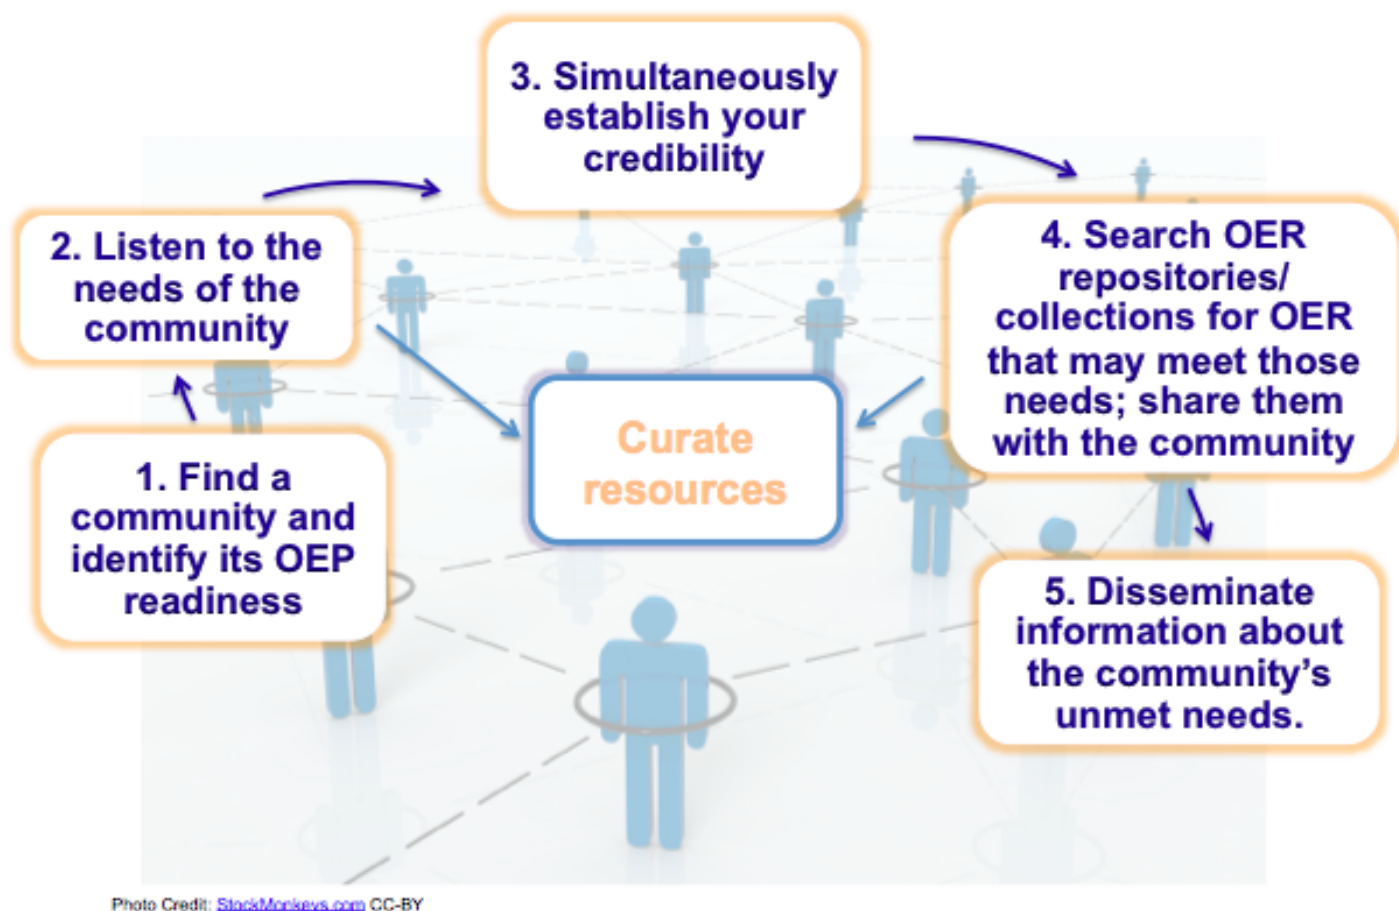 3. Simultaneously
establish your
credibility
2. Listen to the
needs of the
community
4. Search OER
repositories/
collections for OER
that may meet those
needs; share them
with the community
Curate
resources
1. Find a
community and
identify its OEP
readiness
5. Disseminate
information about
the community’s
unmet needs.
Photo Credit: StockMonkeys.com CC-BY